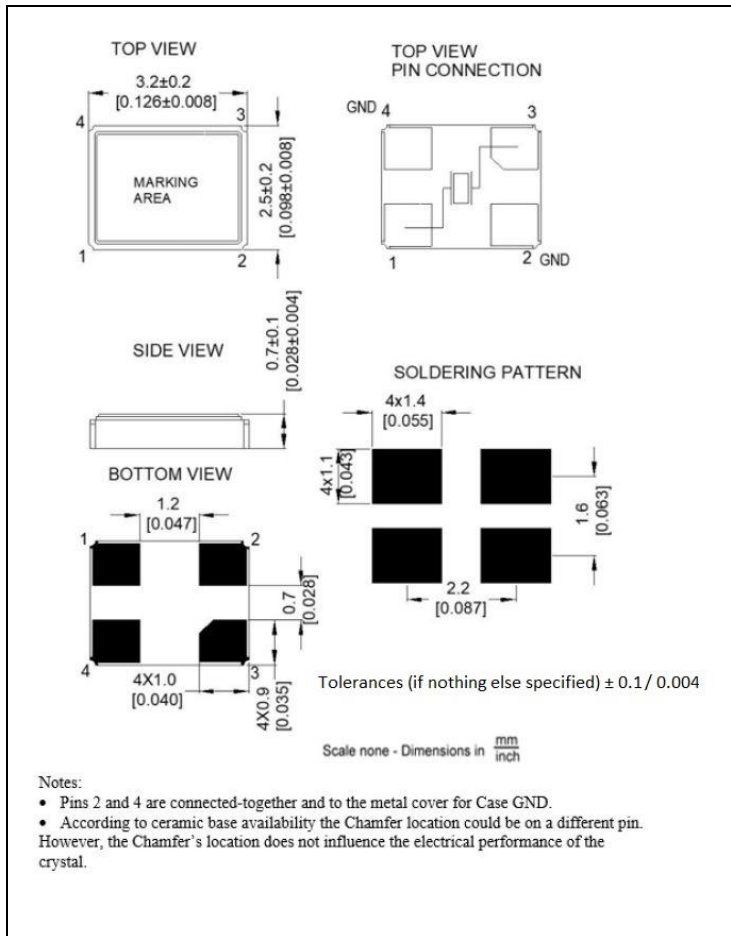 TOP VIEW
3.2±0.2
[0.126±0.008]
4
3
MARKING
AREA
2.5±0.2
[0.098±0.008]
1
2
TOP VIEW
PIN CONNECTION
GND 4
3
1
2 GND
SIDE VIEW
0.7±0.1
[0.028±0.004]
BOTTOM VIEW
1.2
[0.047]
1
2
0.7
[0.028]
4
3
4X1.0
[0.040]
4X0.9
[0.035]
SOLDERING PATTERN
4x1.4
[0.055]
4x1.1
[0.043]
1.6
[0.063]
2.2
[0.087]
Tolerances (if nothing else specified) ± 0.1/ 0.004
Scale none - Dimensions in mm
inch
Notes:
• Pins 2 and 4 are connected-together and to the metal cover for Case GND.
• According to ceramic base availability the Chamfer location could be on a different pin.
However, the Chamfer's location does not influence the electrical performance of the
crystal.